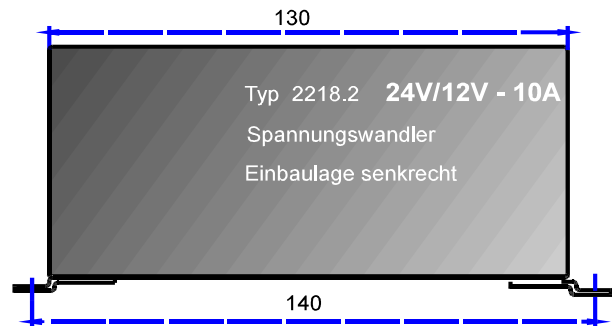 130
Typ 2218.2 24V/12V - 10A
Spannungswandler
Einbaulage senkrecht
140